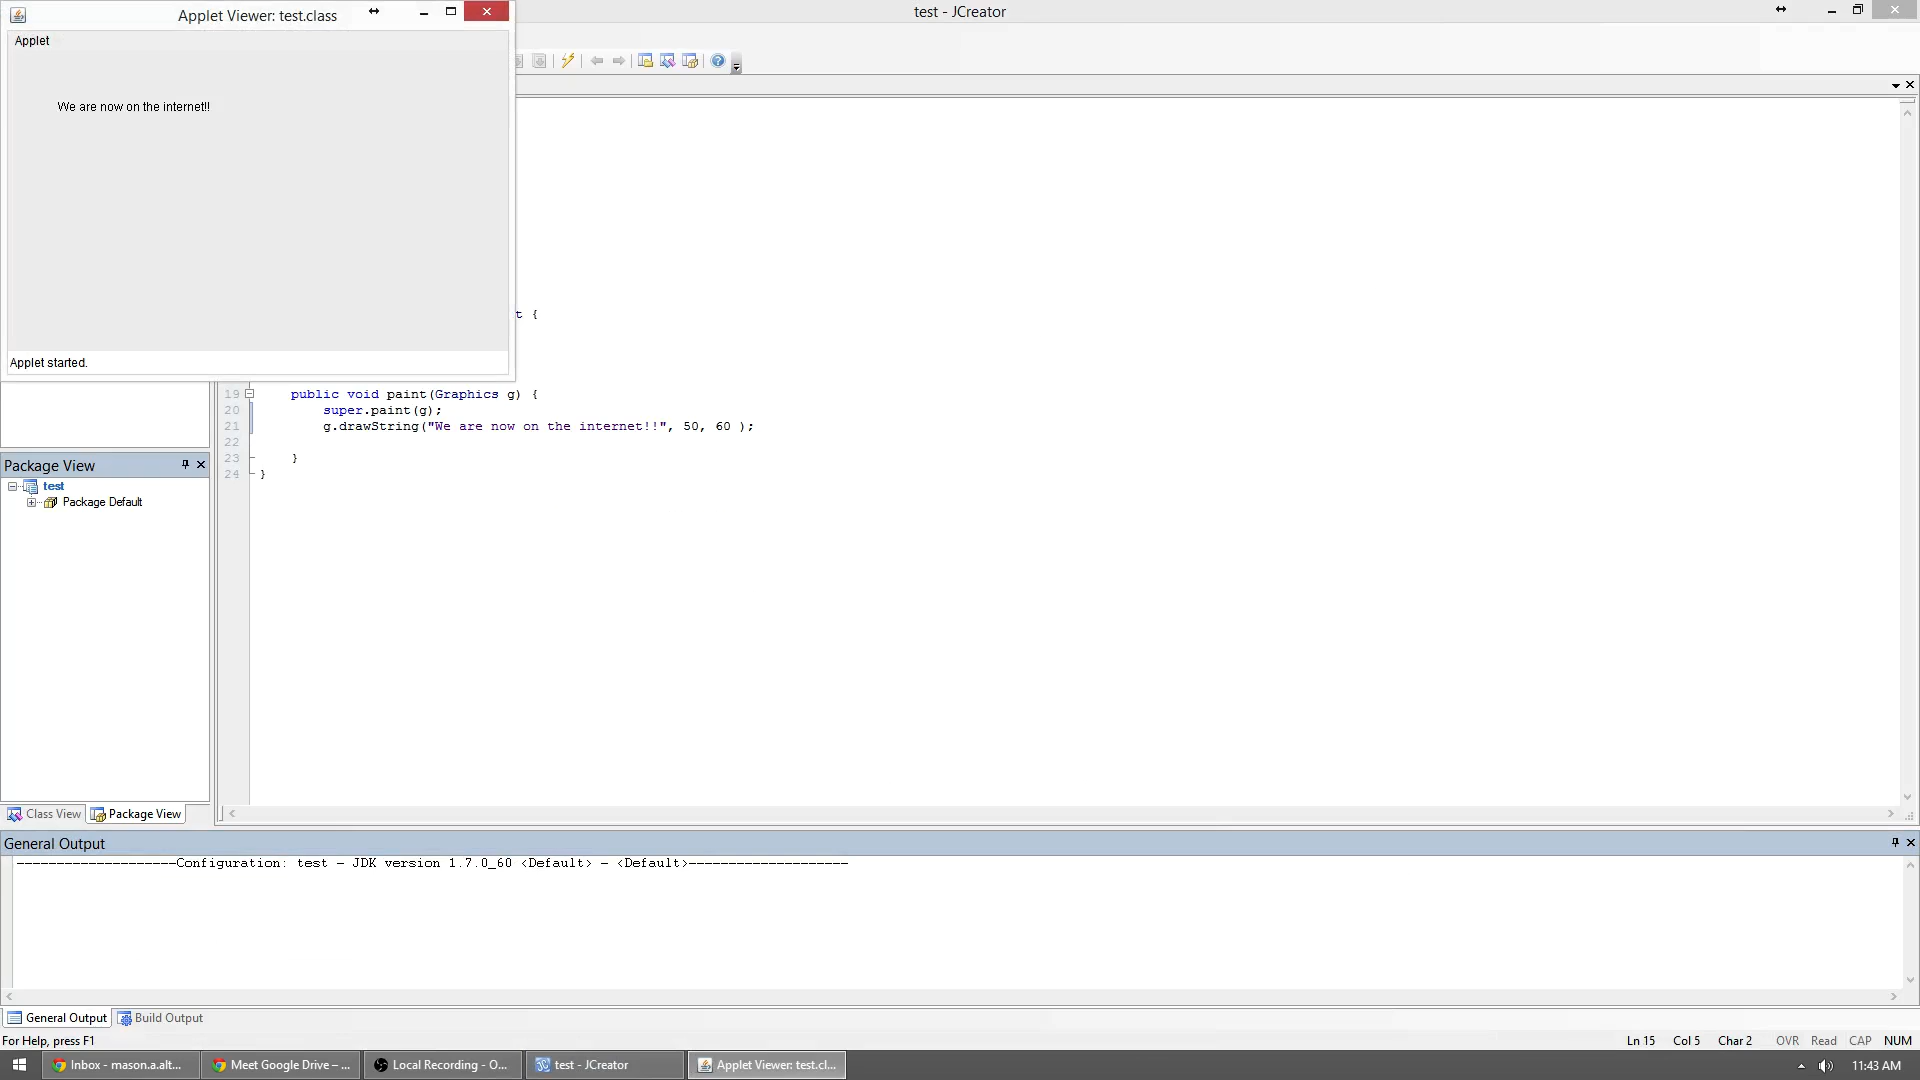 Applet Viewer: test.class
test - JCreator
Applet
We are now on the internet!!
t {
Applet started.
19 public void paint(Graphics g) {
20 super.paint(g);
21 g.drawString("We are now on the internet!!", 50, 60 );
22
23 }
24 }
Package View
test
Package Default
Class View Package View
General Output
--------------------Configuration: test - JDK version 1.7.0_60 <Default> - <Default>--------------------
General Output Build Output
For Help, press F1 Ln 15 Col 5 Char 2 OVR Read CAP NUM
Inbox - mason.a.alt... Meet Google Drive – ... Local Recording - O... test - JCreator Applet Viewer: test.cl... 11:43 AM